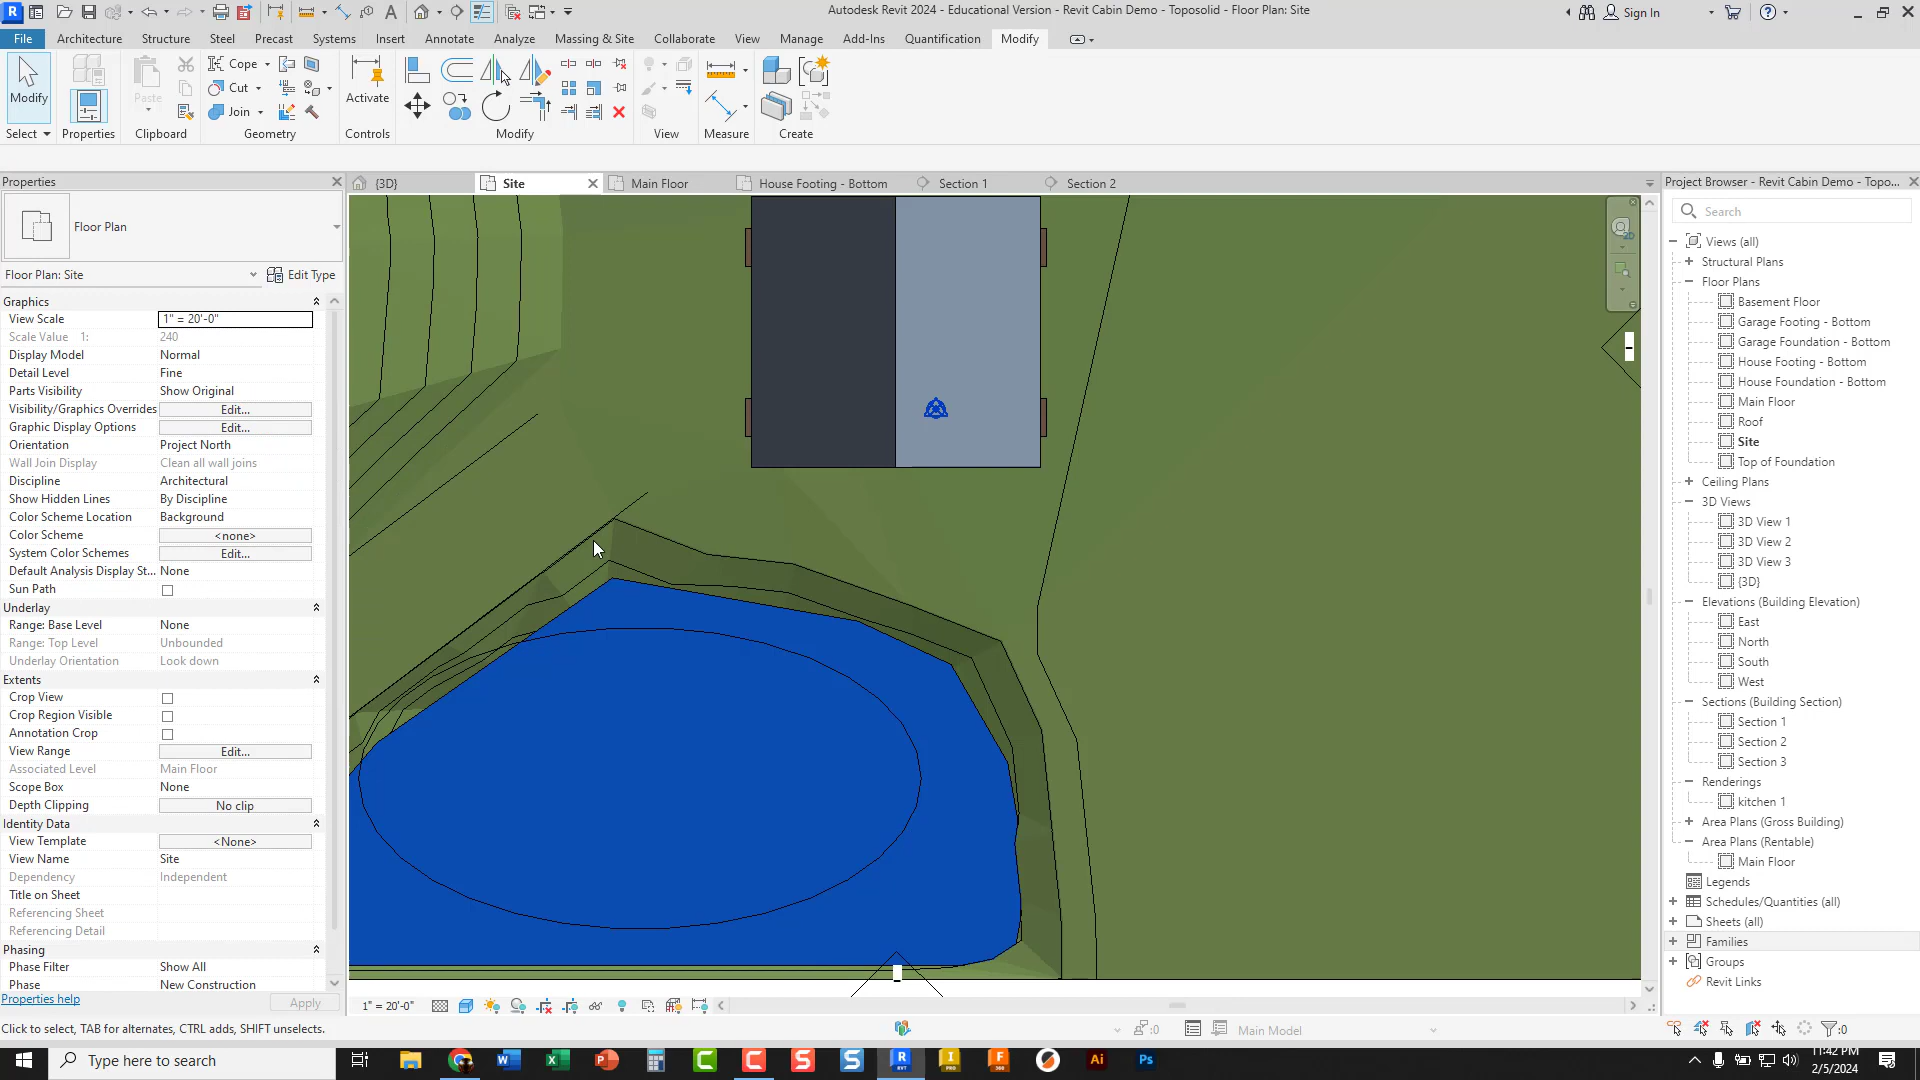 Autodesk Revit 2024 - Educational Version - Revit Cabin Demo - Toposolid - Floor Plan: Site
Sign In
File Architecture Structure Steel Precast Systems Insert Annotate Analyze Massing & Site Collaborate View Manage Add-Ins Quantification Modify
Modify
Select
Properties
Paste
Clipboard
Cope
Cut
Join
Geometry
Activate
Controls
Modify
View
Measure
Create
Properties
{3D} Site Main Floor House Footing - Bottom Section 1 Section 2
Project Browser - Revit Cabin Demo - Topo...
Floor Plan
Floor Plan: Site Edit Type
Graphics
View Scale 1" = 20'-0"
Scale Value 1: 240
Display Model Normal
Detail Level Fine
Parts Visibility Show Original
Visibility/Graphics Overrides Edit...
Graphic Display Options Edit...
Orientation Project North
Wall Join Display Clean all wall joins
Discipline Architectural
Show Hidden Lines By Discipline
Color Scheme Location Background
Color Scheme <none>
System Color Schemes Edit...
Default Analysis Display St... None
Sun Path
Underlay
Range: Base Level None
Range: Top Level Unbounded
Underlay Orientation Look down
Extents
Crop View
Crop Region Visible
Annotation Crop
View Range Edit...
Associated Level Main Floor
Scope Box None
Depth Clipping No clip
Identity Data
View Template <None>
View Name Site
Dependency Independent
Title on Sheet
Referencing Sheet
Referencing Detail
Phasing
Phase Filter Show All
Phase New Construction
Properties help Apply
Search
Views (all)
Structural Plans
Floor Plans
Basement Floor
Garage Footing - Bottom
Garage Foundation - Bottom
House Footing - Bottom
House Foundation - Bottom
Main Floor
Roof
Site
Top of Foundation
Ceiling Plans
3D Views
3D View 1
3D View 2
3D View 3
{3D}
Elevations (Building Elevation)
East
North
South
West
Sections (Building Section)
Section 1
Section 2
Section 3
Renderings
kitchen 1
Area Plans (Gross Building)
Area Plans (Rentable)
Main Floor
Legends
Schedules/Quantities (all)
Sheets (all)
Families
Groups
Revit Links
1" = 20'-0"
Click to select, TAB for alternates, CTRL adds, SHIFT unselects.
:0
Main Model
:0
Type here to search
11:42 PM
2/5/2024